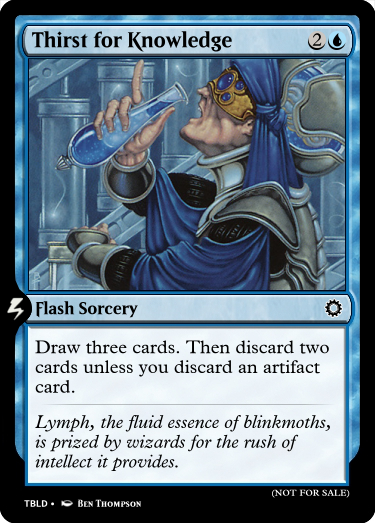 Thirst for Knowledge 2
Flash Sorcery
Draw three cards. Then discard two
cards unless you discard an artifact
card.
Lymph, the fluid essence of blinkmoths,
is prized by wizards for the rush of
intellect it provides.
(NOT FOR SALE)
TBLD • BEN THOMPSON